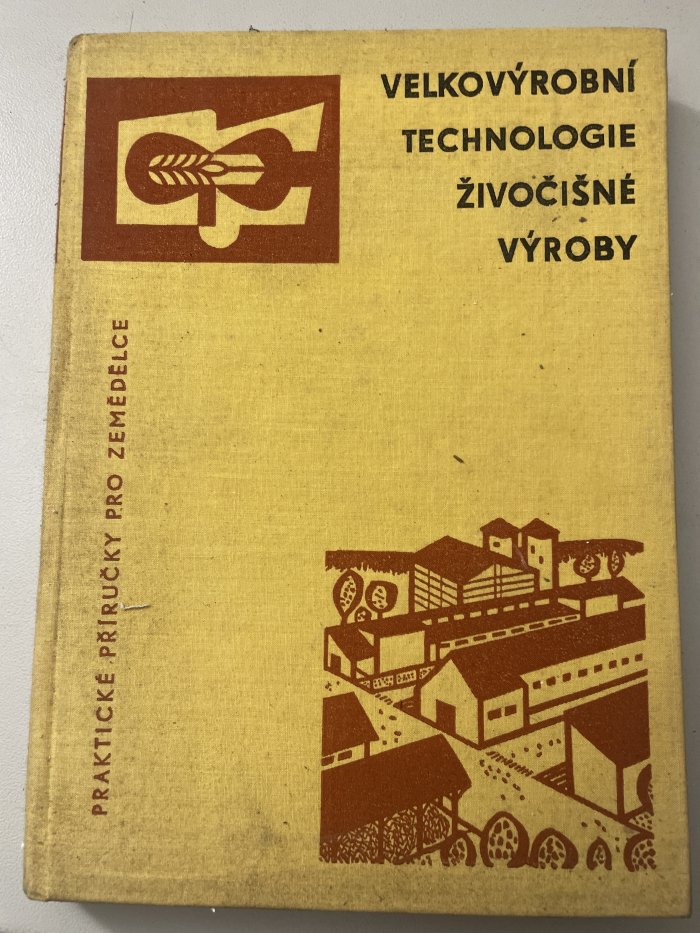 VELKOVÝROBNÍ
TECHNOLOGIE
ŽIVOČIŠNÉ
VÝROBY
PRAKTICKÉ PŘÍRUČKY PRO ZEMĚDĚLCE